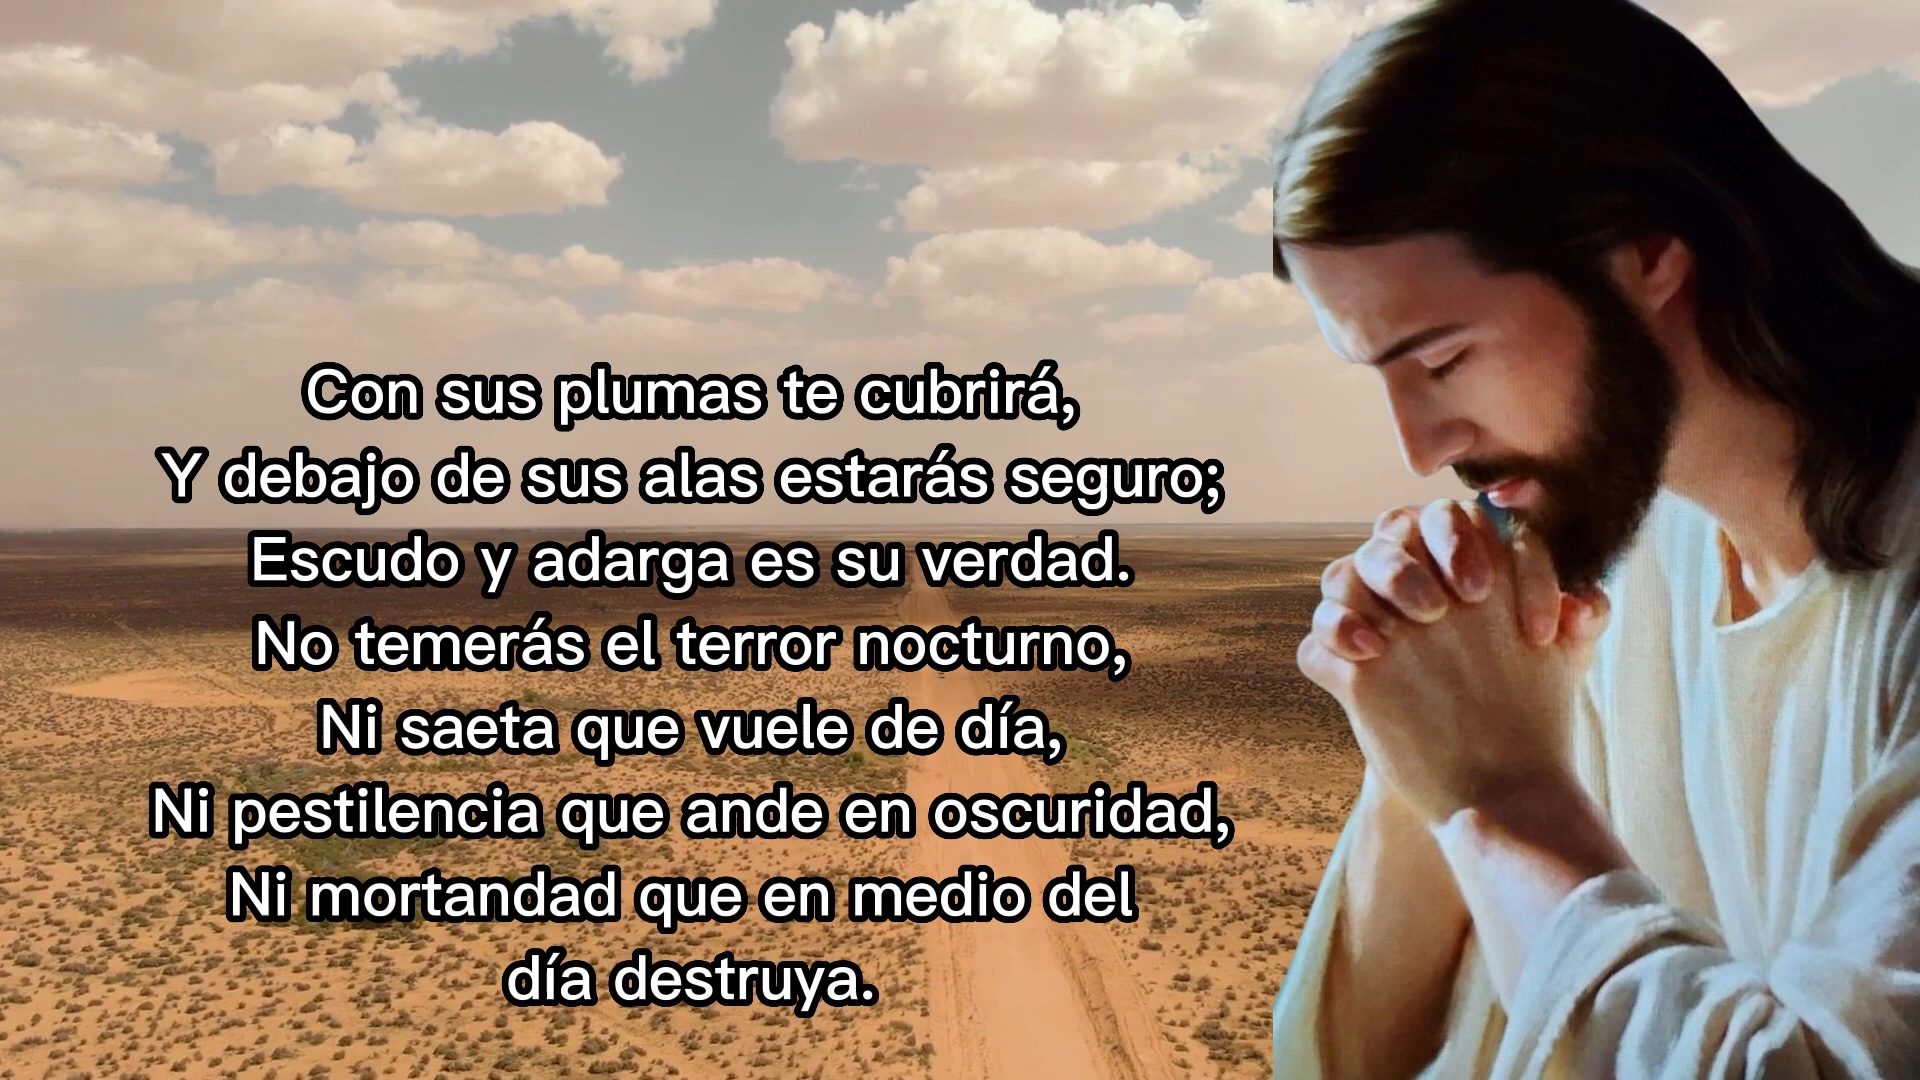 Con sus plumas te cubrirá,
Y debajo de sus alas estarás seguro;
Escudo y adarga es su verdad.
No temerás el terror nocturno,
Ni saeta que vuele de día,
Ni pestilencia que ande en oscuridad,
Ni mortandad que en medio del
día destruya.